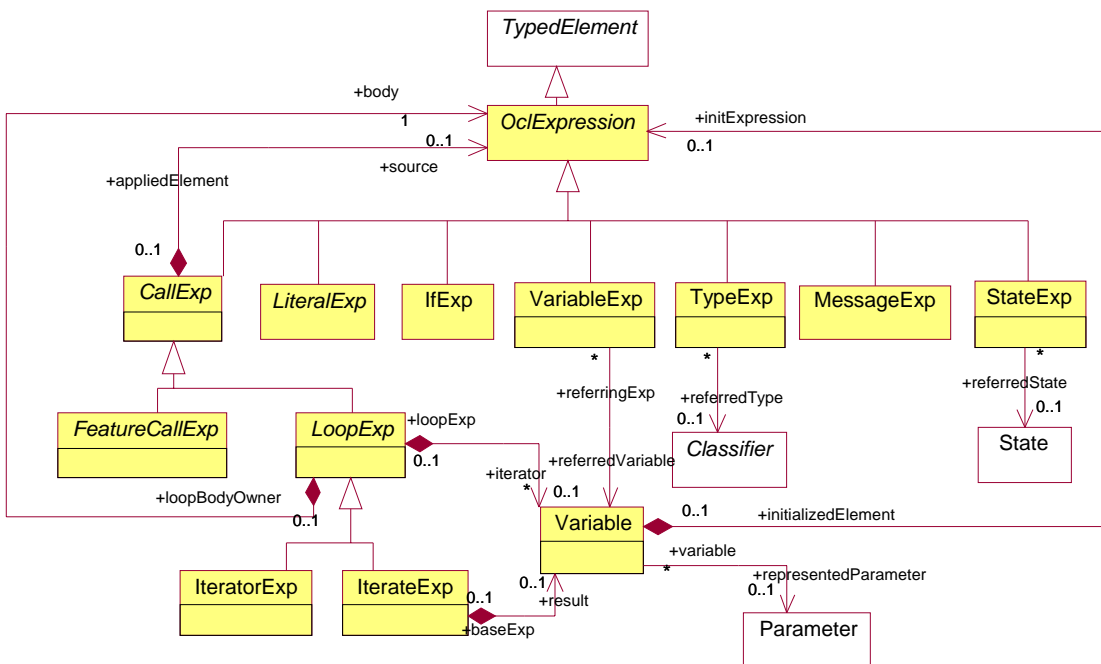 TypedElement
+body
1
OclExpression
+initExpression
0..1
0..1
+source
+appliedElement
0..1
CallExp
LiteralExp
IfExp
VariableExp
TypeExp
MessageExp
StateExp
*
*
*
+referringExp
+referredType
0..1
+referredState
0..1
FeatureCallExp
LoopExp
+loopExp
0..1
Classifier
State
+referredVariable
+iterator
*
0..1
+loopBodyOwner
0..1
Variable
0..1
+initializedElement
+variable
*
+representedParameter
0..1
IteratorExp
IterateExp
0..1
+baseExp
0..1
+result
Parameter